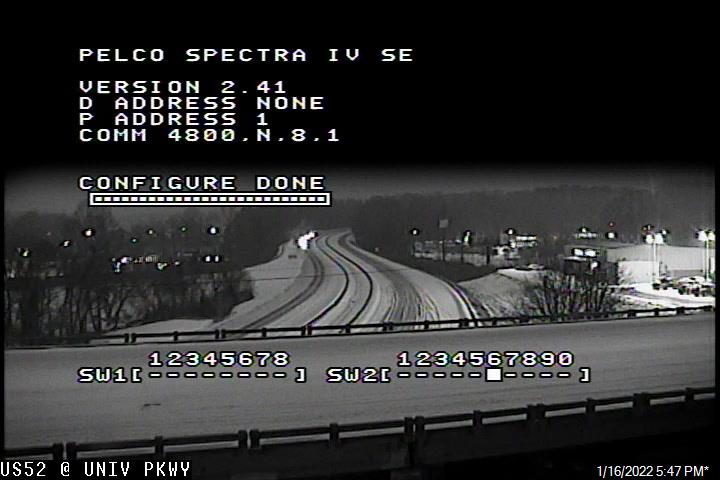 PELCO SPECTRA IV SE
VERSION 2.41
D ADDRESS NONE
P ADDRESS 1
COMM 4800,N,8,1
CONFIGURE DONE
12345678 1234567890
SW1[--------] SW2[-----■----]
US52 @ UNIV PKWY
1/16/2022 5:47 PM*